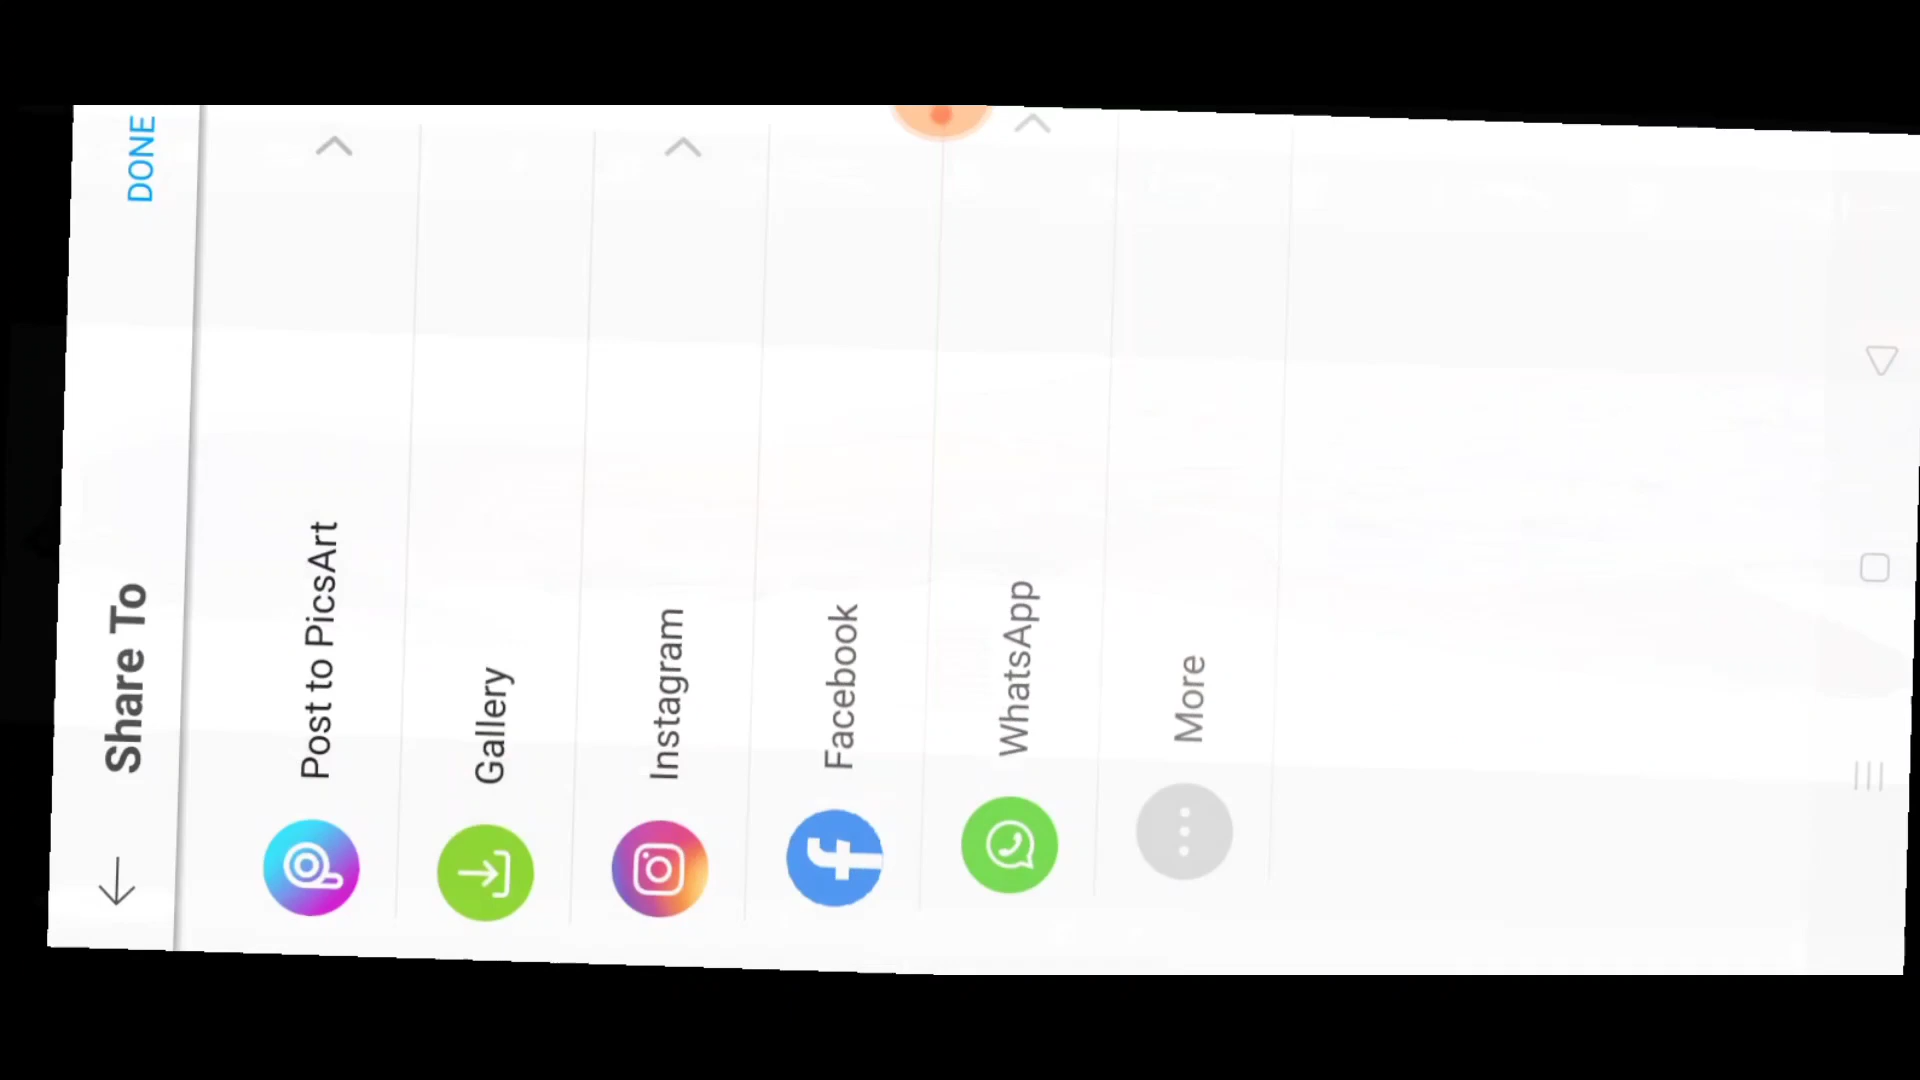 Share To
DONE
Post to PicsArt
Gallery
Instagram
Facebook
WhatsApp
More